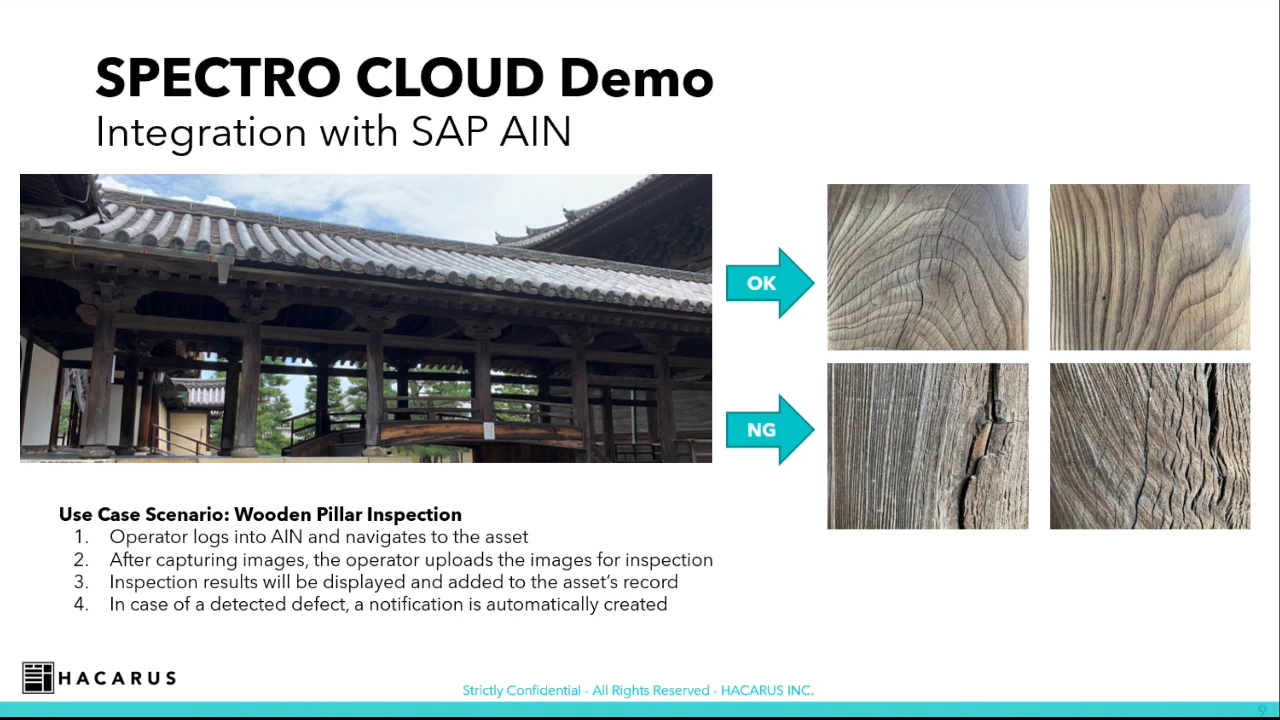 SPECTRO CLOUD Demo
Integration with SAP AIN
OK
NG
Use Case Scenario: Wooden Pillar Inspection
1. Operator logs into AIN and navigates to the asset
2. After capturing images, the operator uploads the images for inspection
3. Inspection results will be displayed and added to the asset's record
4. In case of a detected defect, a notification is automatically created
HACARUS
Strictly Confidential - All Rights Reserved - HACARUS INC.
9